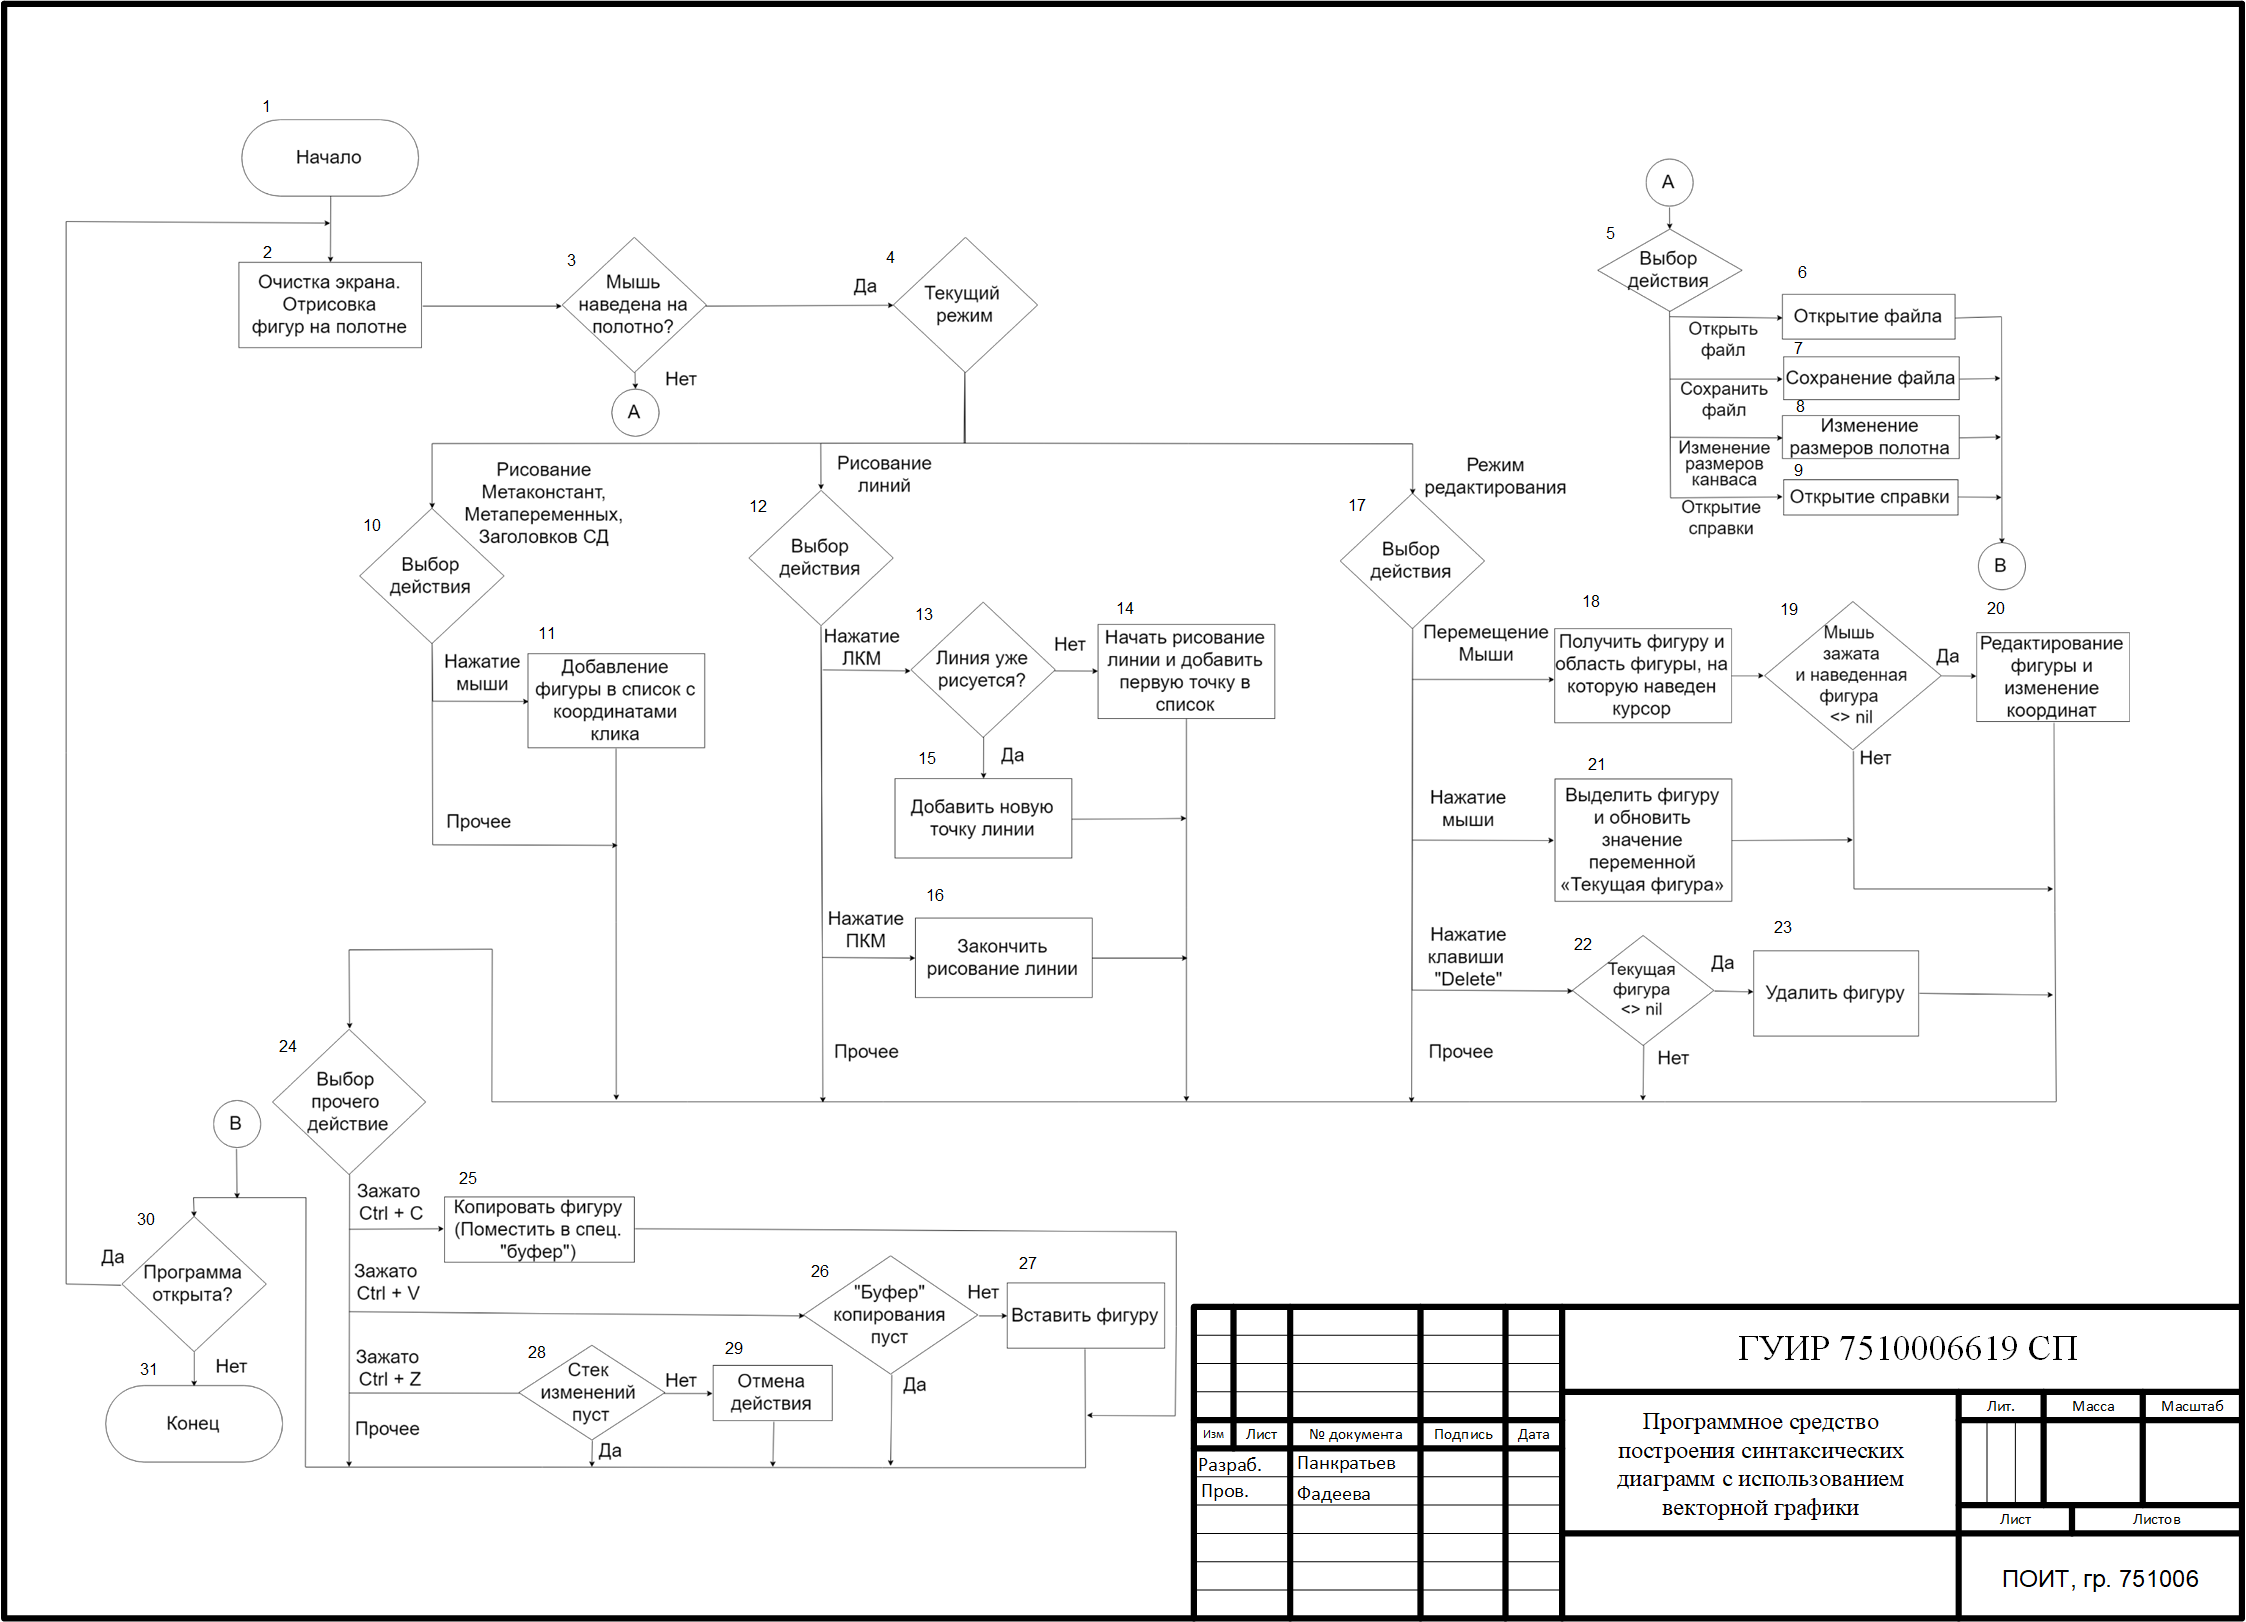 1
Начало
2
Очистка экрана.
Отрисовка
фигур на полотне
3
Мышь
наведена на
полотно?
Да
Нет
A
4
Текущий
режим
A
5
Выбор
действия
Открыть
файл
6
Открытие файла
Сохранить
файл
7
Сохранение файла
Изменение
размеров
канваса
8
Изменение
размеров полотна
Открытие
справки
9
Открытие справки
B
Рисование
Метаконстант,
Метапеременных,
Заголовков СД
10
Выбор
действия
Нажатие
мыши
11
Добавление
фигуры в список с
координатами
клика
Прочее
Рисование
линий
12
Выбор
действия
Нажатие
ЛКМ
13
Линия уже
рисуется?
Нет
14
Начать рисование
линии и добавить
первую точку в
список
Да
15
Добавить новую
точку линии
Нажатие
ПКМ
16
Закончить
рисование линии
Прочее
Режим
редактирования
17
Выбор
действия
Перемещение
Мыши
18
Получить фигуру и
область фигуры, на
которую наведен
курсор
19
Мышь
зажата
и наведенная
фигура
<> nil
Да
20
Редактирование
фигуры и
изменение
координат
Нет
Нажатие
мыши
21
Выделить фигуру
и обновить
значение
переменной
«Текущая фигура»
Нажатие
клавиши
"Delete"
22
Текущая
фигура
<> nil
Да
23
Удалить фигуру
Нет
Прочее
24
Выбор
прочего
действие
B
Зажато
Ctrl + C
25
Копировать фигуру
(Поместить в спец.
"буфер")
Зажато
Ctrl + V
26
"Буфер"
копирования
пуст
Нет
27
Вставить фигуру
Да
Зажато
Ctrl + Z
28
Стек
изменений
пуст
Нет
29
Отмена
действия
Да
Прочее
30
Программа
открыта?
Да
Нет
31
Конец
ГУИР 7510006619 СП
Программное средство
построения синтаксических
диаграмм с использованием
векторной графики
Лит.
Масса
Масштаб
Изм
Лист
№ документа
Подпись
Дата
Разраб.
Панкратьев
Пров.
Фадеева
Лист
Листов
ПОИТ, гр. 751006